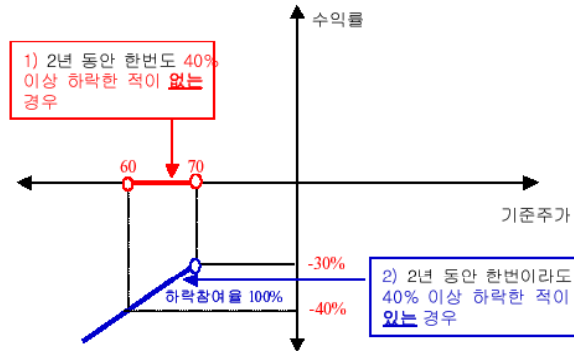 수익률
1) 2년 동안 한번도 40%
이상 하락한 적이 없는
경우
60
70
기준주가
-30%
하락참여율 100%
-40%
2) 2년 동안 한번이라도
40% 이상 하락한 적이
있는 경우